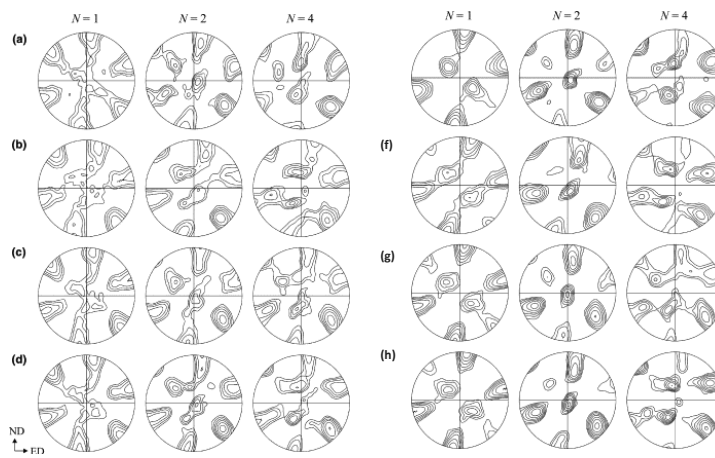 N = 1 N = 2 N = 4 N = 1 N = 2 N = 4
(a)
(b) (f)
(c) (g)
(d) (h)
ND
ED